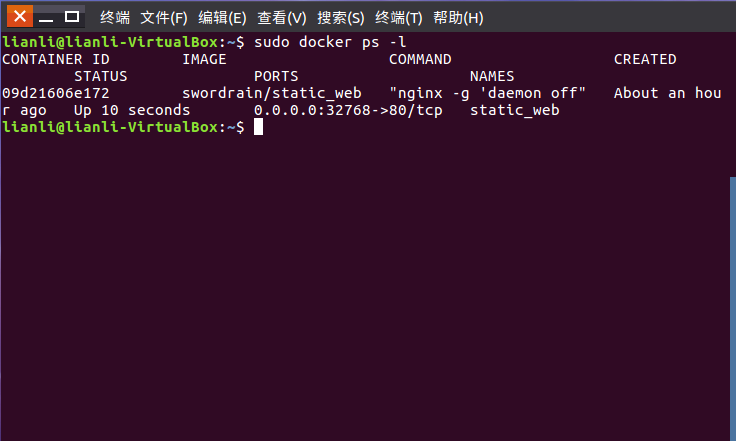 终端 文件(F) 编辑(E) 查看(V) 搜索(S) 终端(T) 帮助(H)
lianli@lianli-VirtualBox:~$ sudo docker ps -l
CONTAINER ID        IMAGE                  COMMAND                  CREATED
        STATUS              PORTS                   NAMES
09d21606e172        swordrain/static_web   "nginx -g 'daemon off"   About an hou
r ago   Up 10 seconds       0.0.0.0:32768->80/tcp   static_web
lianli@lianli-VirtualBox:~$